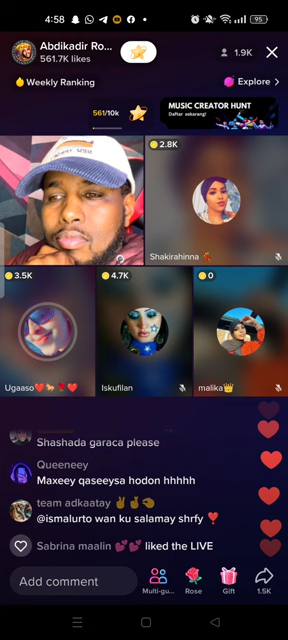 4:58
95
Abdikadir Ro...
561.7K likes
1.9K
Weekly Ranking
Explore >
561/10k
MUSIC CREATOR HUNT
Daftar sekarang!
2.8K
Shakirahinna
3.5K
4.7K
0
Ugaaso❤️🐎🌹❤️
Iskufilan
malika👑
Shashada garaca please
Queeneey
Maxeey qaseeysa hodon hhhhh
team adkaatay ✌🤞🤏
@ismalurto wan ku salamay shrfy ❣️
Sabrina maalin 💕💕 liked the LIVE
Add comment
Multi-gu...
Rose
Gift
1.5K